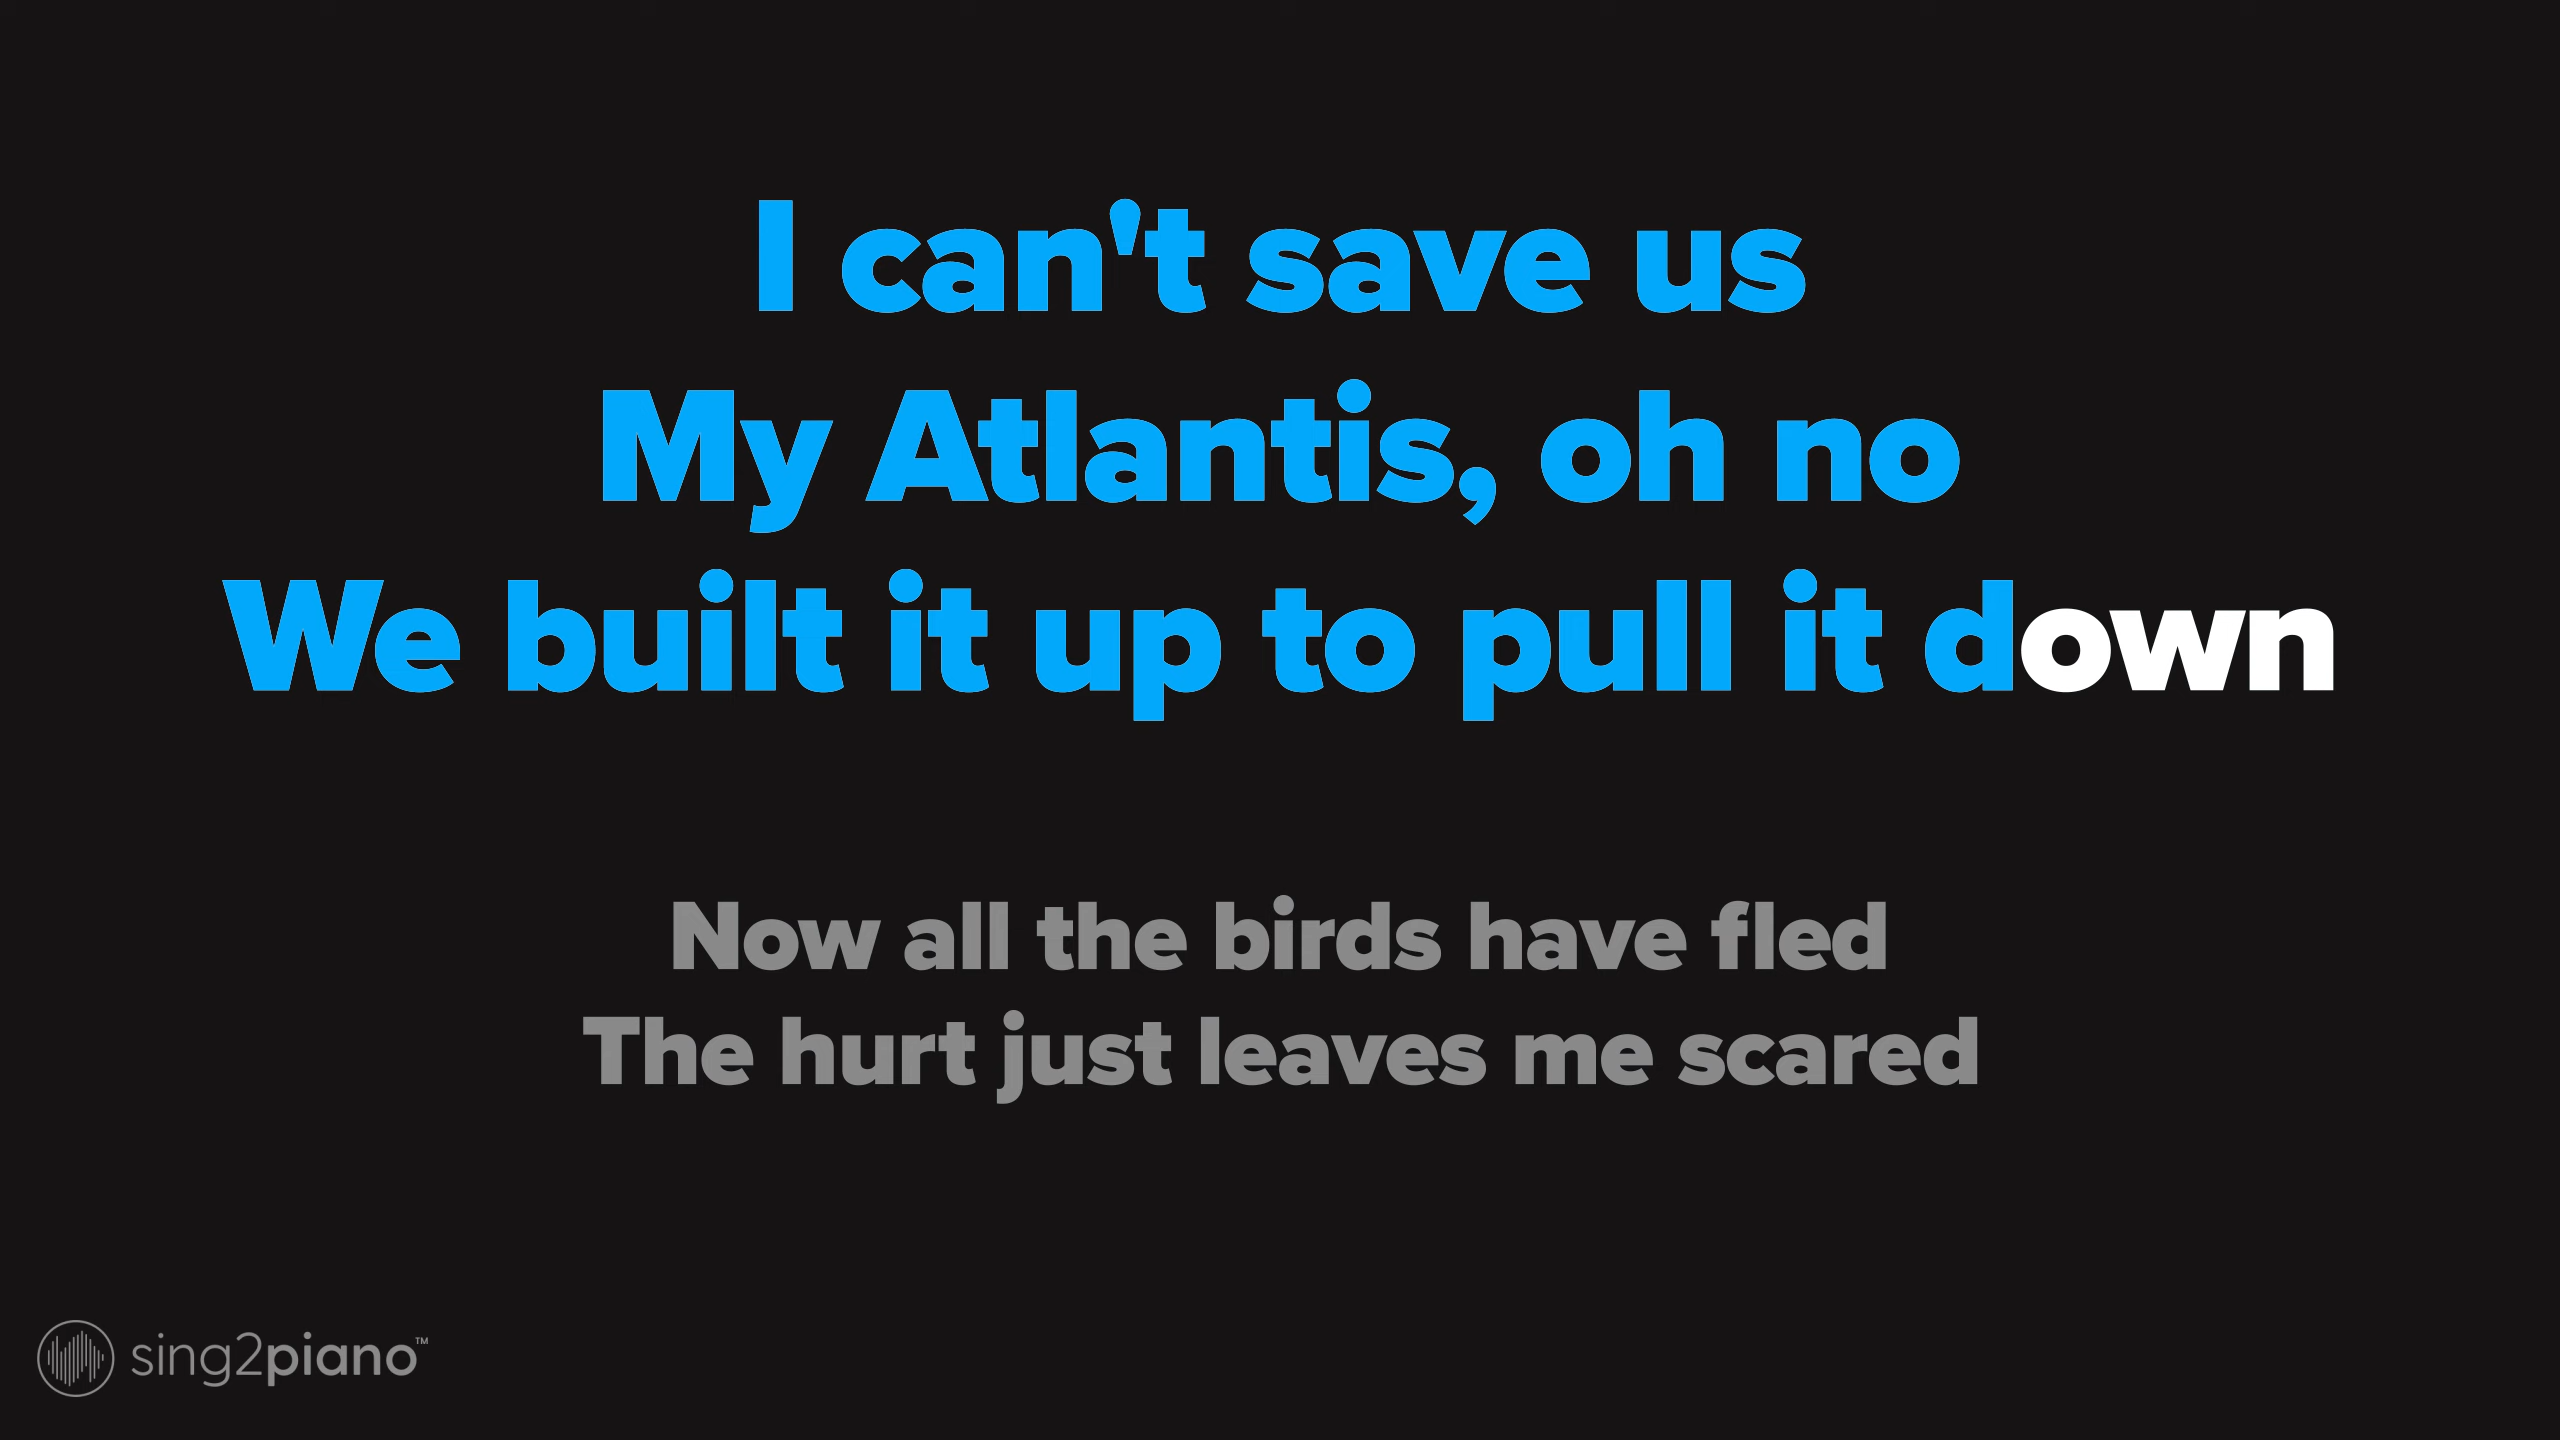 I can't save us
My Atlantis, oh no
We built it up to pull it down
Now all the birds have fled
The hurt just leaves me scared
sing2piano™